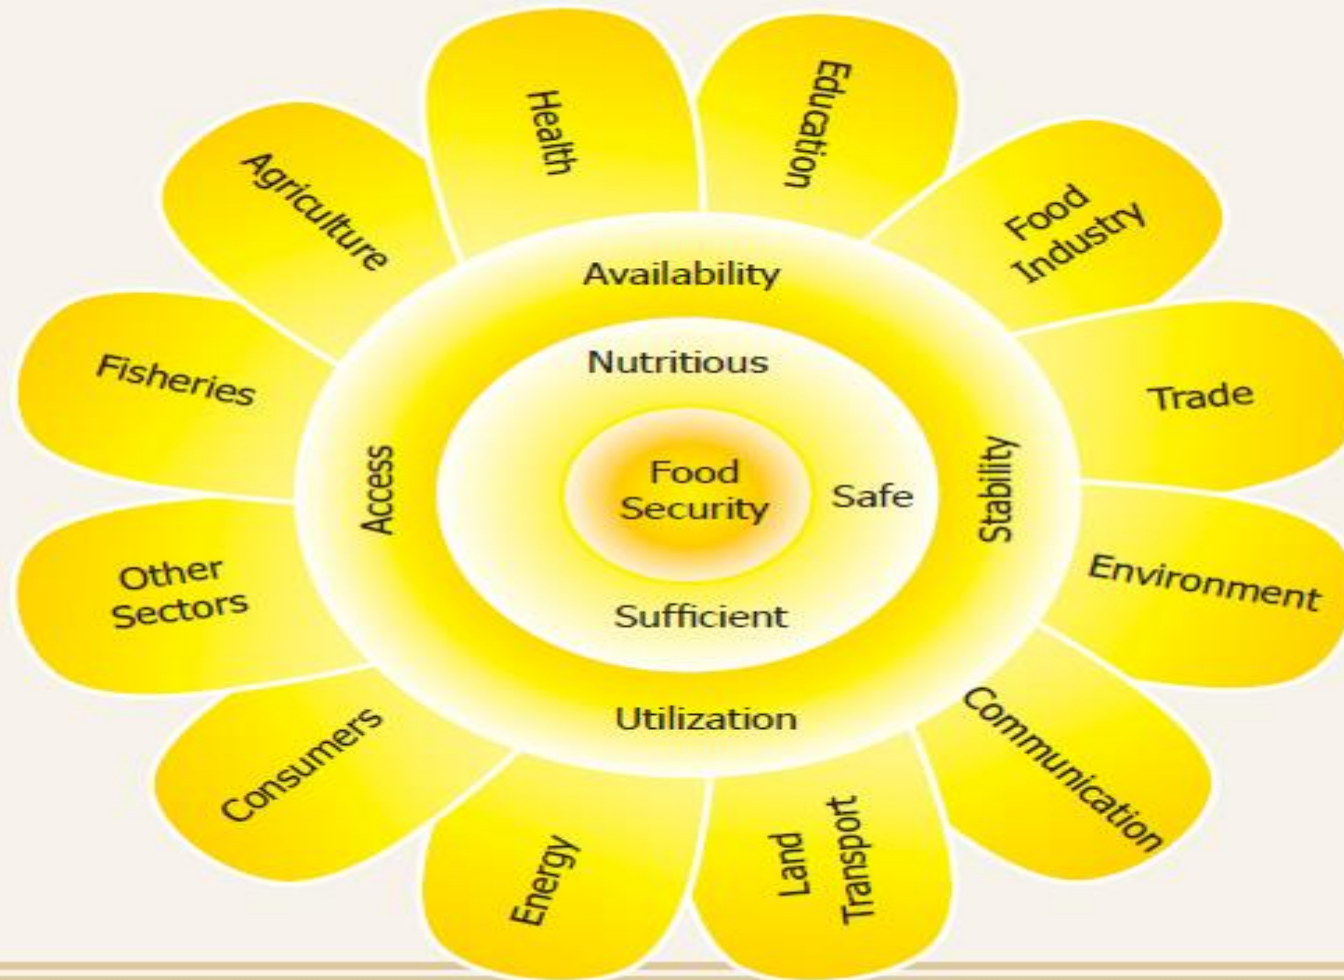 Health
Education
Agriculture
Food
Industry
Availability
Nutritious
Fisheries
Trade
Access
Food
Security
Safe
Stability
Other
Sectors
Environment
Sufficient
Utilization
Consumers
Communication
Energy
Land
Transport